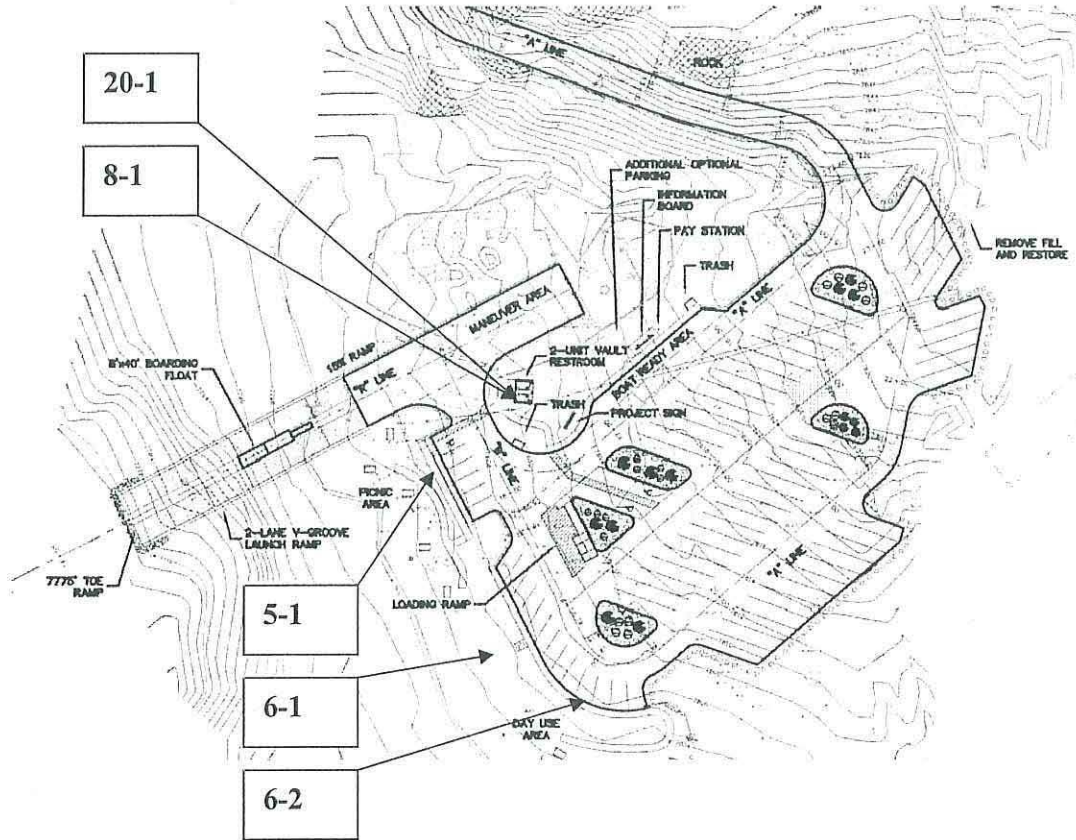 "A" LINE
ROCK
20-1
8-1
ADDITIONAL OPTIONAL
PARKING
INFORMATION
BOARD
PAY STATION
TRASH
REMOVE FILL
AND RESTORE
"A" LINE
MANEUVER AREA
15% RAMP
"R" LINE
8'x40' BOARDING
FLOAT
2-UNIT VAULT
RESTROOM
BOAT READY AREA
TRASH
PROJECT SIGN
"B" LINE
PICNIC
AREA
2-LANE V-GROOVE
LAUNCH RAMP
7775' TOE
RAMP
"A" LINE
LOADING RAMP
5-1
6-1
DAY USE
AREA
6-2